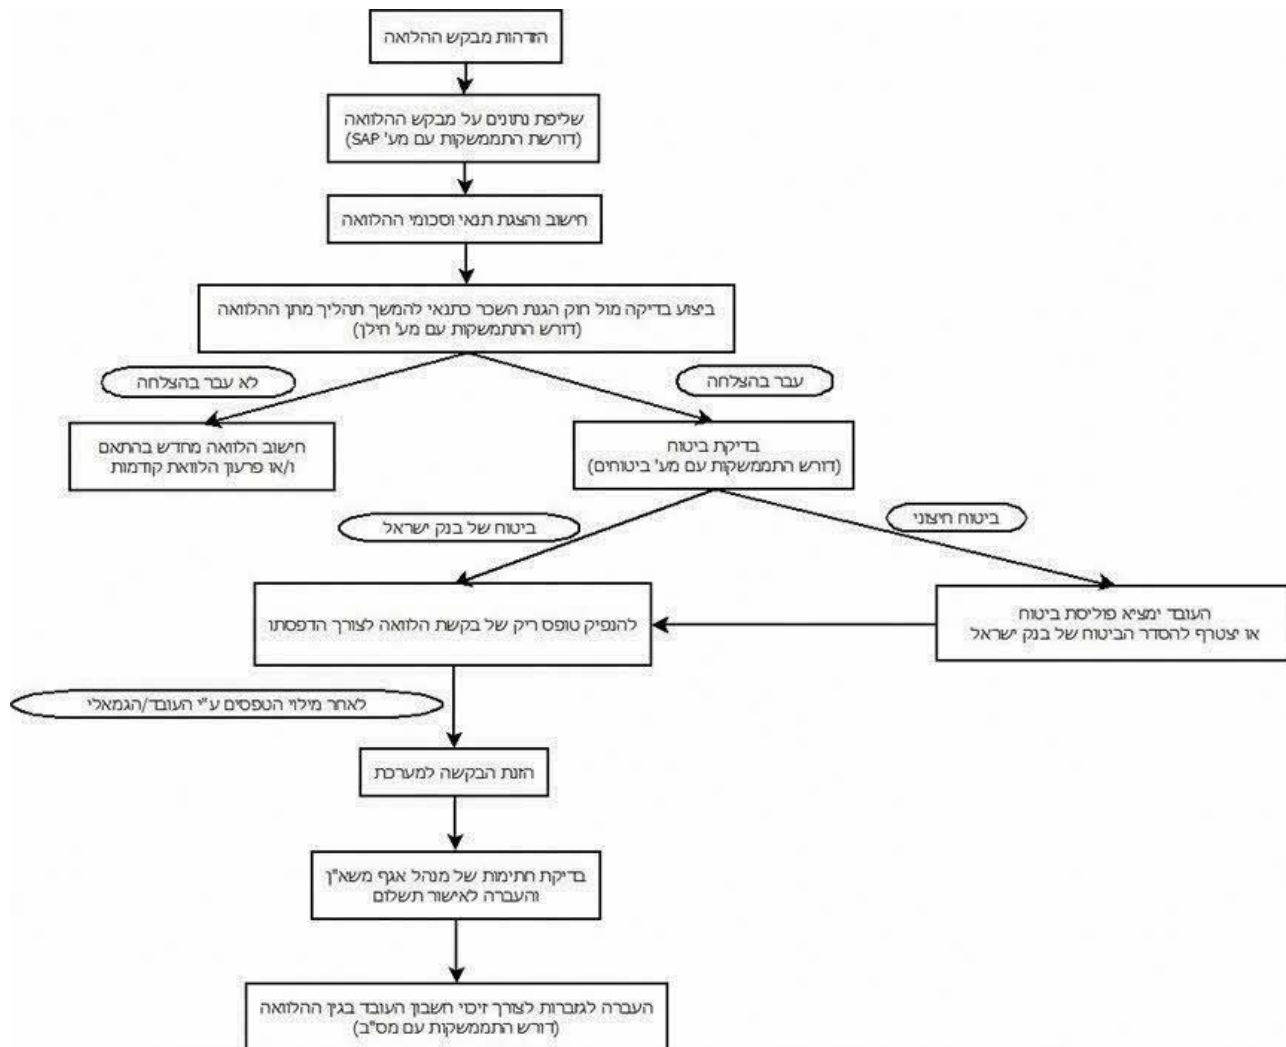 הזדהות מבקש ההלואה
שליפת נתונים על מבקש ההלוואה
(דורשת התממשקות עם מע' SAP)
חישוב והצגת תנאי וסכומי ההלוואה
ביצוע בדיקה מול חוק הגנת השכר כתנאי להמשך תהליך מתן ההלוואה
(דורש התתמשקות עם מע' חילן)
עבר בהצלחה
לא עבר בהצלחה
בדיקת ביטוח
(דורש התממשקות עם מע' ביטוחים)
חישוב הלוואה מחדש בהתאם
ו/או פרעון הלוואת קודמות
ביטוח חיצוני
ביטוח של בנק ישראל
העובד ימציא פוליסת ביטוח
או יצטרף להסדר הביטוח של בנק ישראל
להנפיק טופס ריק של בקשת הלוואה לצורך הדפסתו
לאחר מילוי הטפסים ע"י העובד/הגמאלי
הזנת הבקשה למערכת
בדיקת חתימות של מנהל אגף משא"ן
והעברה לאישור תשלום
העברה לגזברות לצורך זיכוי חשבון העובד בגין ההלוואה
(דורש התממשקות עם מס"ב)